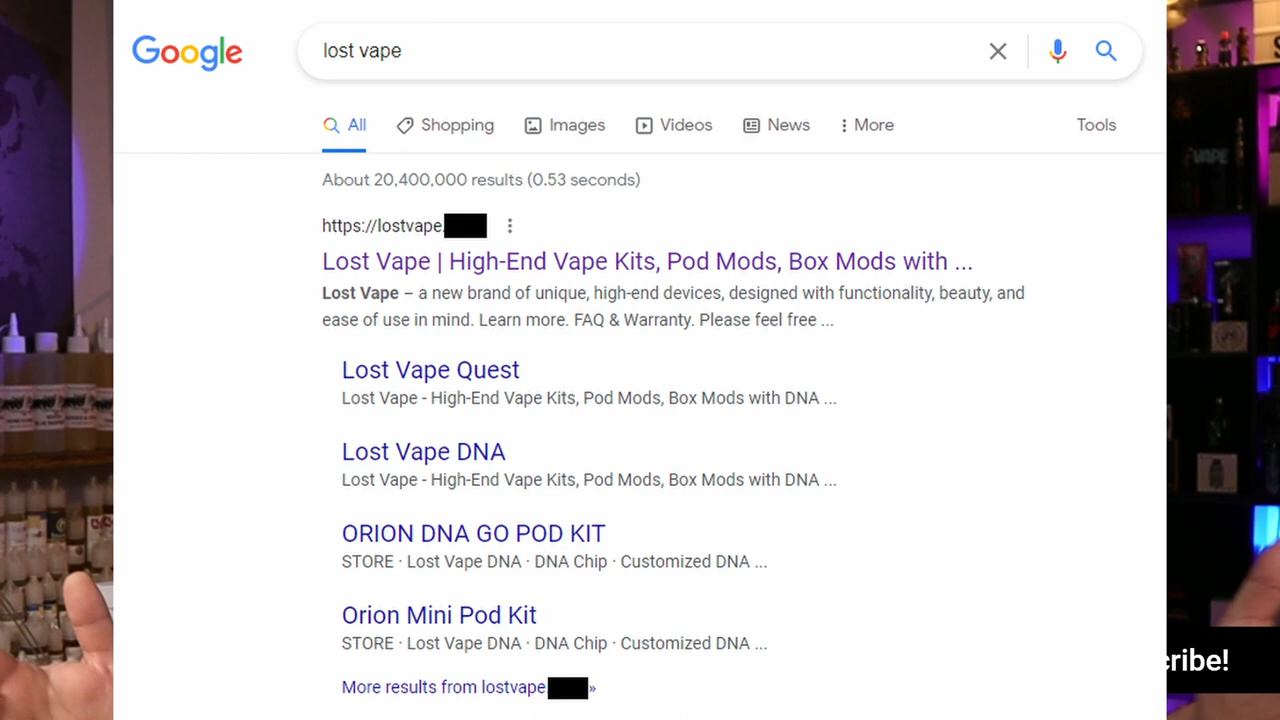 Google
lost vape
All
Shopping
Images
Videos
News
More
Tools
About 20,400,000 results (0.53 seconds)
https://lostvape.
Lost Vape | High-End Vape Kits, Pod Mods, Box Mods with ...
Lost Vape – a new brand of unique, high-end devices, designed with functionality, beauty, and
ease of use in mind. Learn more. FAQ & Warranty. Please feel free ...
Lost Vape Quest
Lost Vape - High-End Vape Kits, Pod Mods, Box Mods with DNA ...
Lost Vape DNA
Lost Vape - High-End Vape Kits, Pod Mods, Box Mods with DNA ...
ORION DNA GO POD KIT
STORE · Lost Vape DNA · DNA Chip · Customized DNA ...
Orion Mini Pod Kit
STORE · Lost Vape DNA · DNA Chip · Customized DNA ...
More results from lostvape »
cribe!
VAPE